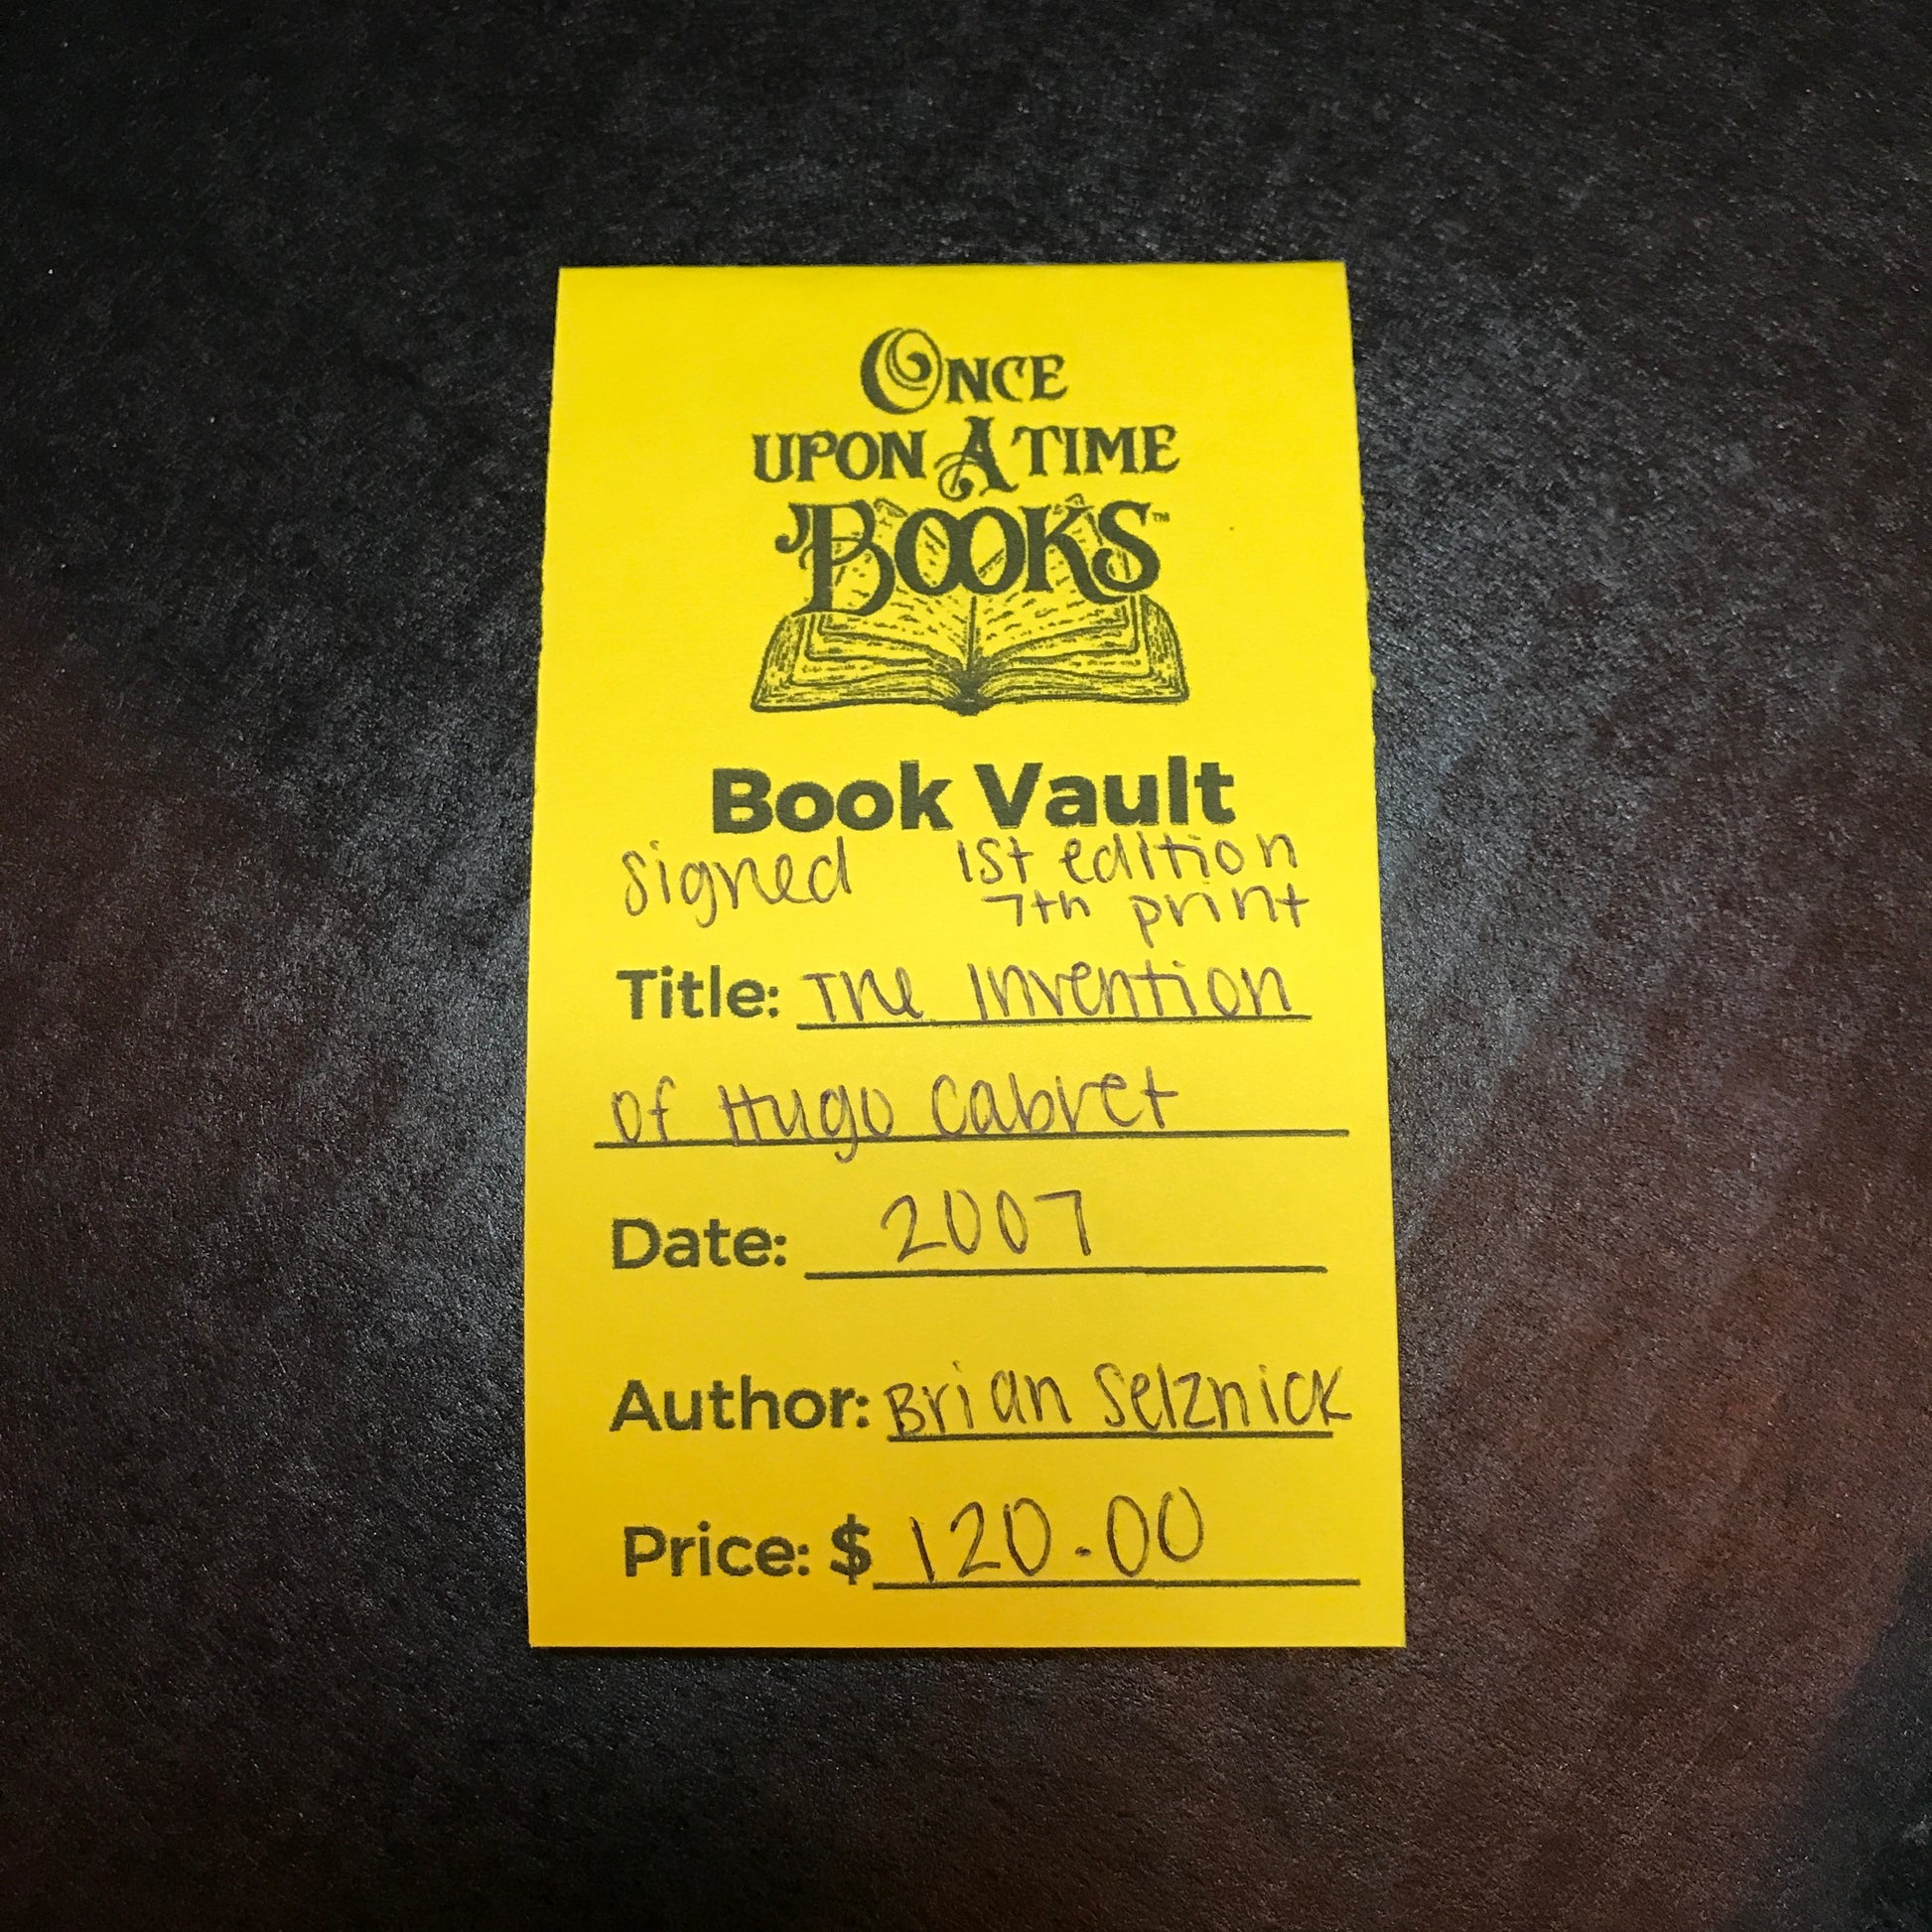 ONCE
UPON A TIME
BOOKS™
Book Vault
signed 1st edition
7th print
Title: The Invention
of Hugo Cabret
Date: 2007
Author: Brian Selznick
Price: $ 120.00